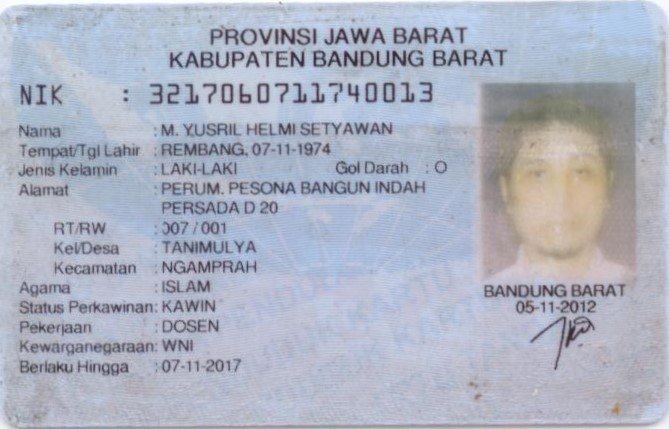 PROVINSI JAWA BARAT
KABUPATEN BANDUNG BARAT
NIK : 3217060711740013
Nama : M. YUSRIL HELMI SETYAWAN
Tempat/Tgl Lahir : REMBANG, 07-11-1974
Jenis Kelamin : LAKI-LAKI Gol Darah : O
Alamat : PERUM. PESONA BANGUN INDAH
PERSADA D 20
RT/RW : 007 / 001
Kel/Desa : TANIMULYA
Kecamatan : NGAMPRAH
Agama : ISLAM
Status Perkawinan: KAWIN
Pekerjaan : DOSEN
Kewarganegaraan: WNI
Berlaku Hingga : 07-11-2017
BANDUNG BARAT
05-11-2012